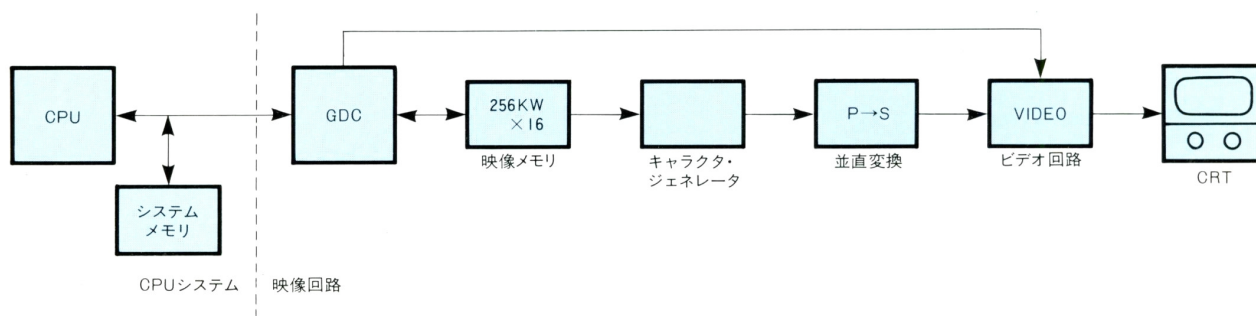 CPU
GDC
256KW
×16
P→S
VIDEO
映像メモリ
キャラクタ・
ジェネレータ
並直変換
ビデオ回路
CRT
システム
メモリ
CPUシステム
映像回路